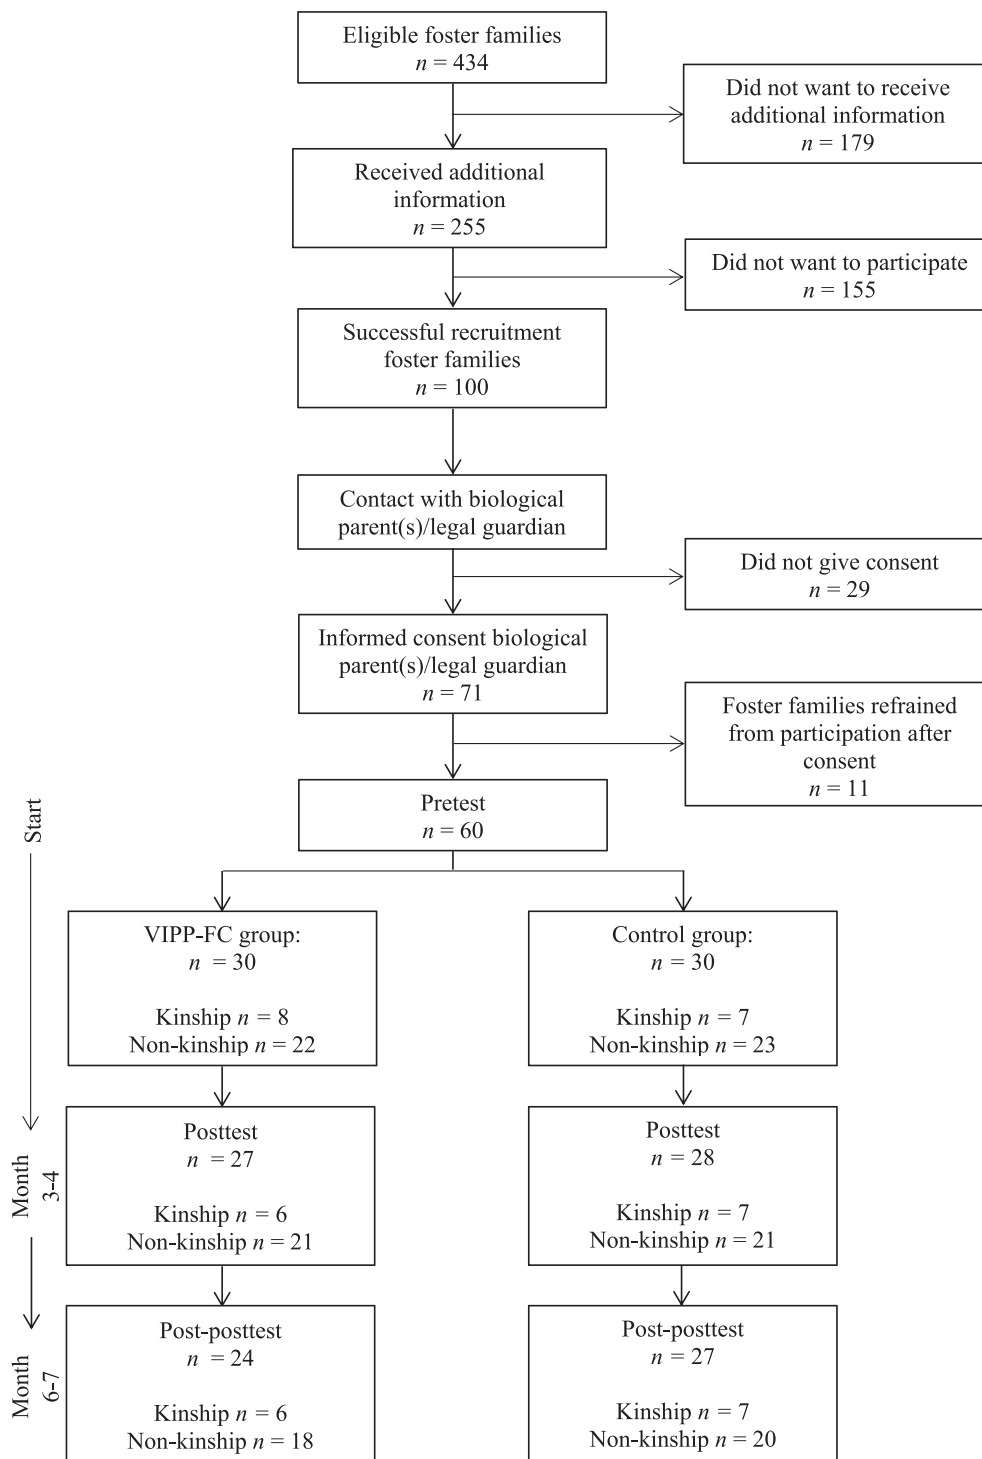 Eligible foster families
n = 434
Did not want to receive
additional information
n = 179
Received additional
information
n = 255
Did not want to participate
n = 155
Successful recruitment
foster families
n = 100
Contact with biological
parent(s)/legal guardian
Did not give consent
n = 29
Informed consent biological
parent(s)/legal guardian
n = 71
Foster families refrained
from participation after
consent
n = 11
Pretest
n = 60
Start
VIPP-FC group:
n = 30
Kinship n = 8
Non-kinship n = 22
Control group:
n = 30
Kinship n = 7
Non-kinship n = 23
Month
3-4
Posttest
n = 27
Kinship n = 6
Non-kinship n = 21
Posttest
n = 28
Kinship n = 7
Non-kinship n = 21
Month
6-7
Post-posttest
n = 24
Kinship n = 6
Non-kinship n = 18
Post-posttest
n = 27
Kinship n = 7
Non-kinship n = 20